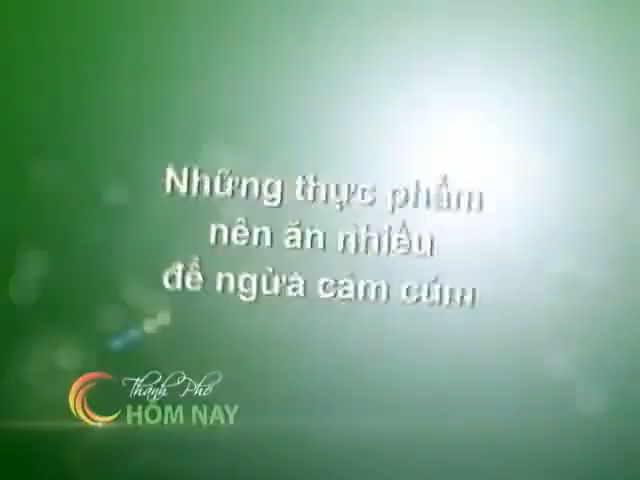 Những thực phẩm
nên ăn nhiều
để ngừa cảm cúm
Thành Phố
HÔM NAY